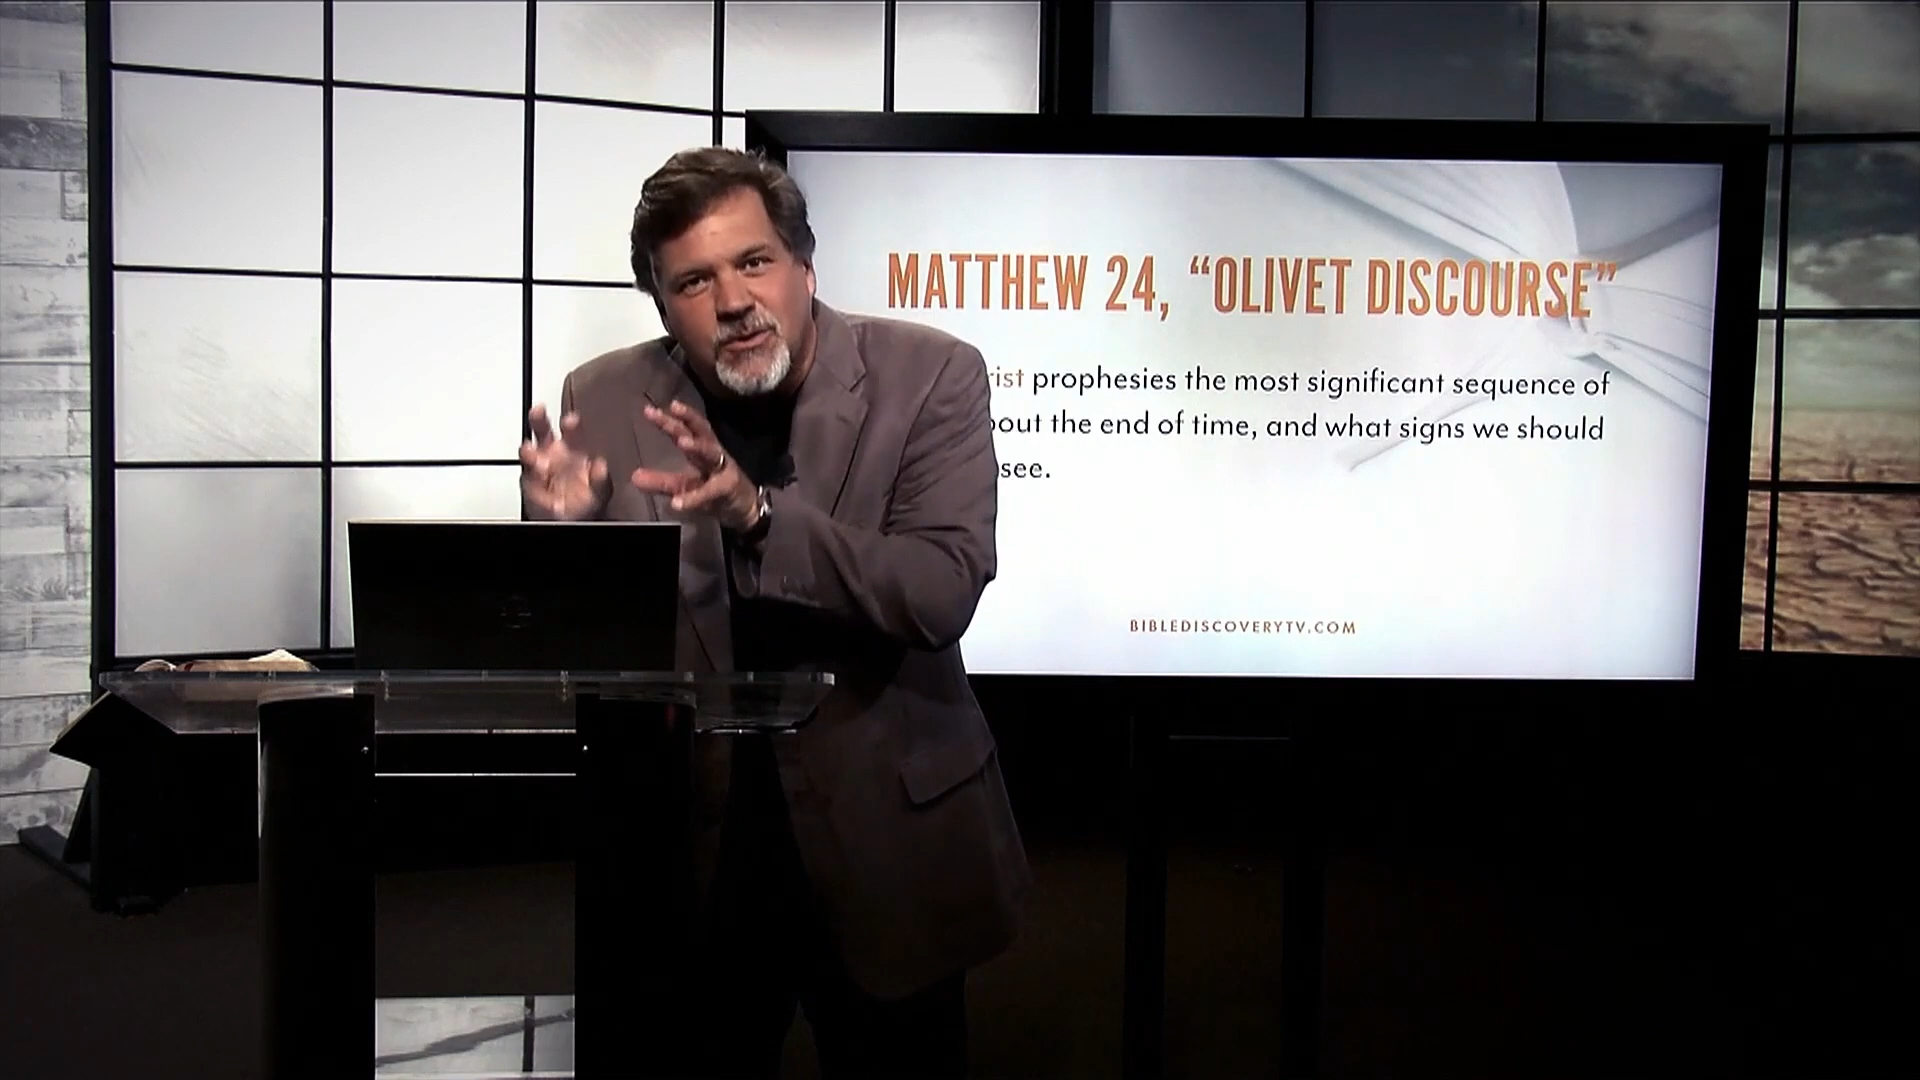 MATTHEW 24, “OLIVET DISCOURSE”
prophesies the most significant sequence of
the end of time, and what signs we should
see.
BIBLEDISCOVERYTV.COM